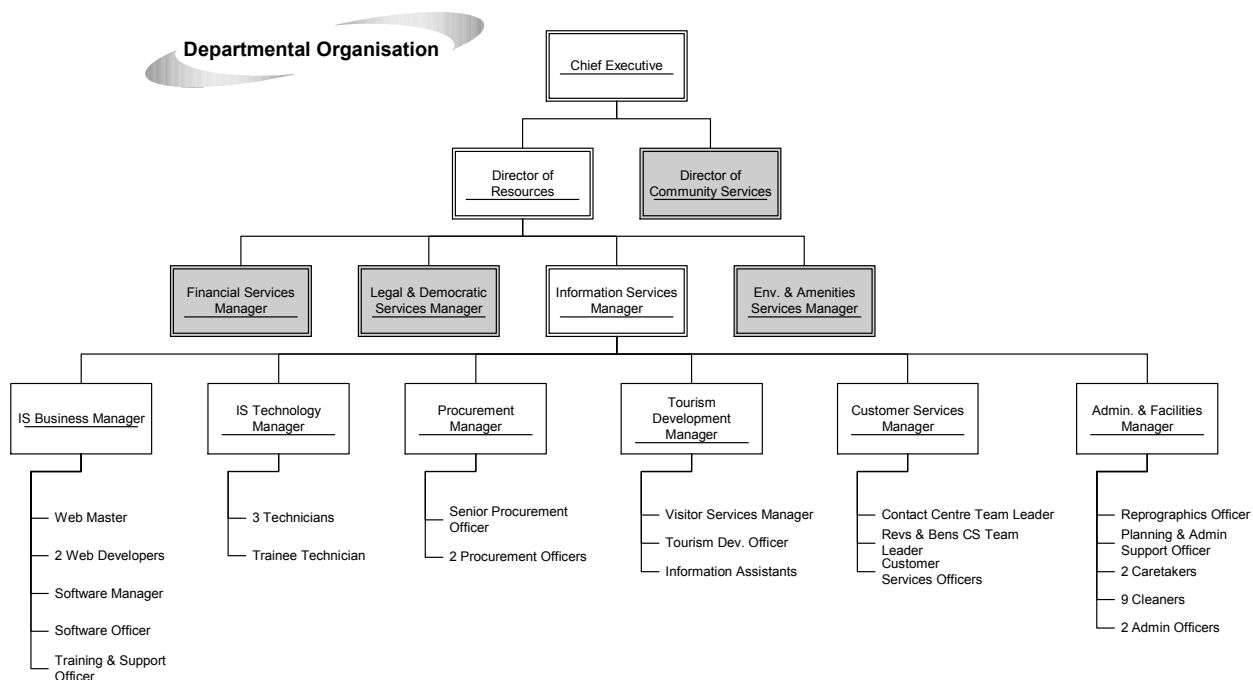 Departmental Organisation
Chief Executive
Director of
Resources
Director of
Community Services
Financial Services
Manager
Legal & Democratic
Services Manager
Information Services
Manager
Env. & Amenities
Services Manager
IS Business Manager
IS Technology
Manager
Procurement
Manager
Tourism
Development
Manager
Customer Services
Manager
Admin. & Facilities
Manager
Web Master
2 Web Developers
Software Manager
Software Officer
Training & Support
Officer
3 Technicians
Trainee Technician
Senior Procurement
Officer
2 Procurement Officers
Visitor Services Manager
Tourism Dev. Officer
Information Assistants
Contact Centre Team Leader
Revs & Bens CS Team
Leader
Customer
Services Officers
Reprographics Officer
Planning & Admin
Support Officer
2 Caretakers
9 Cleaners
2 Admin Officers